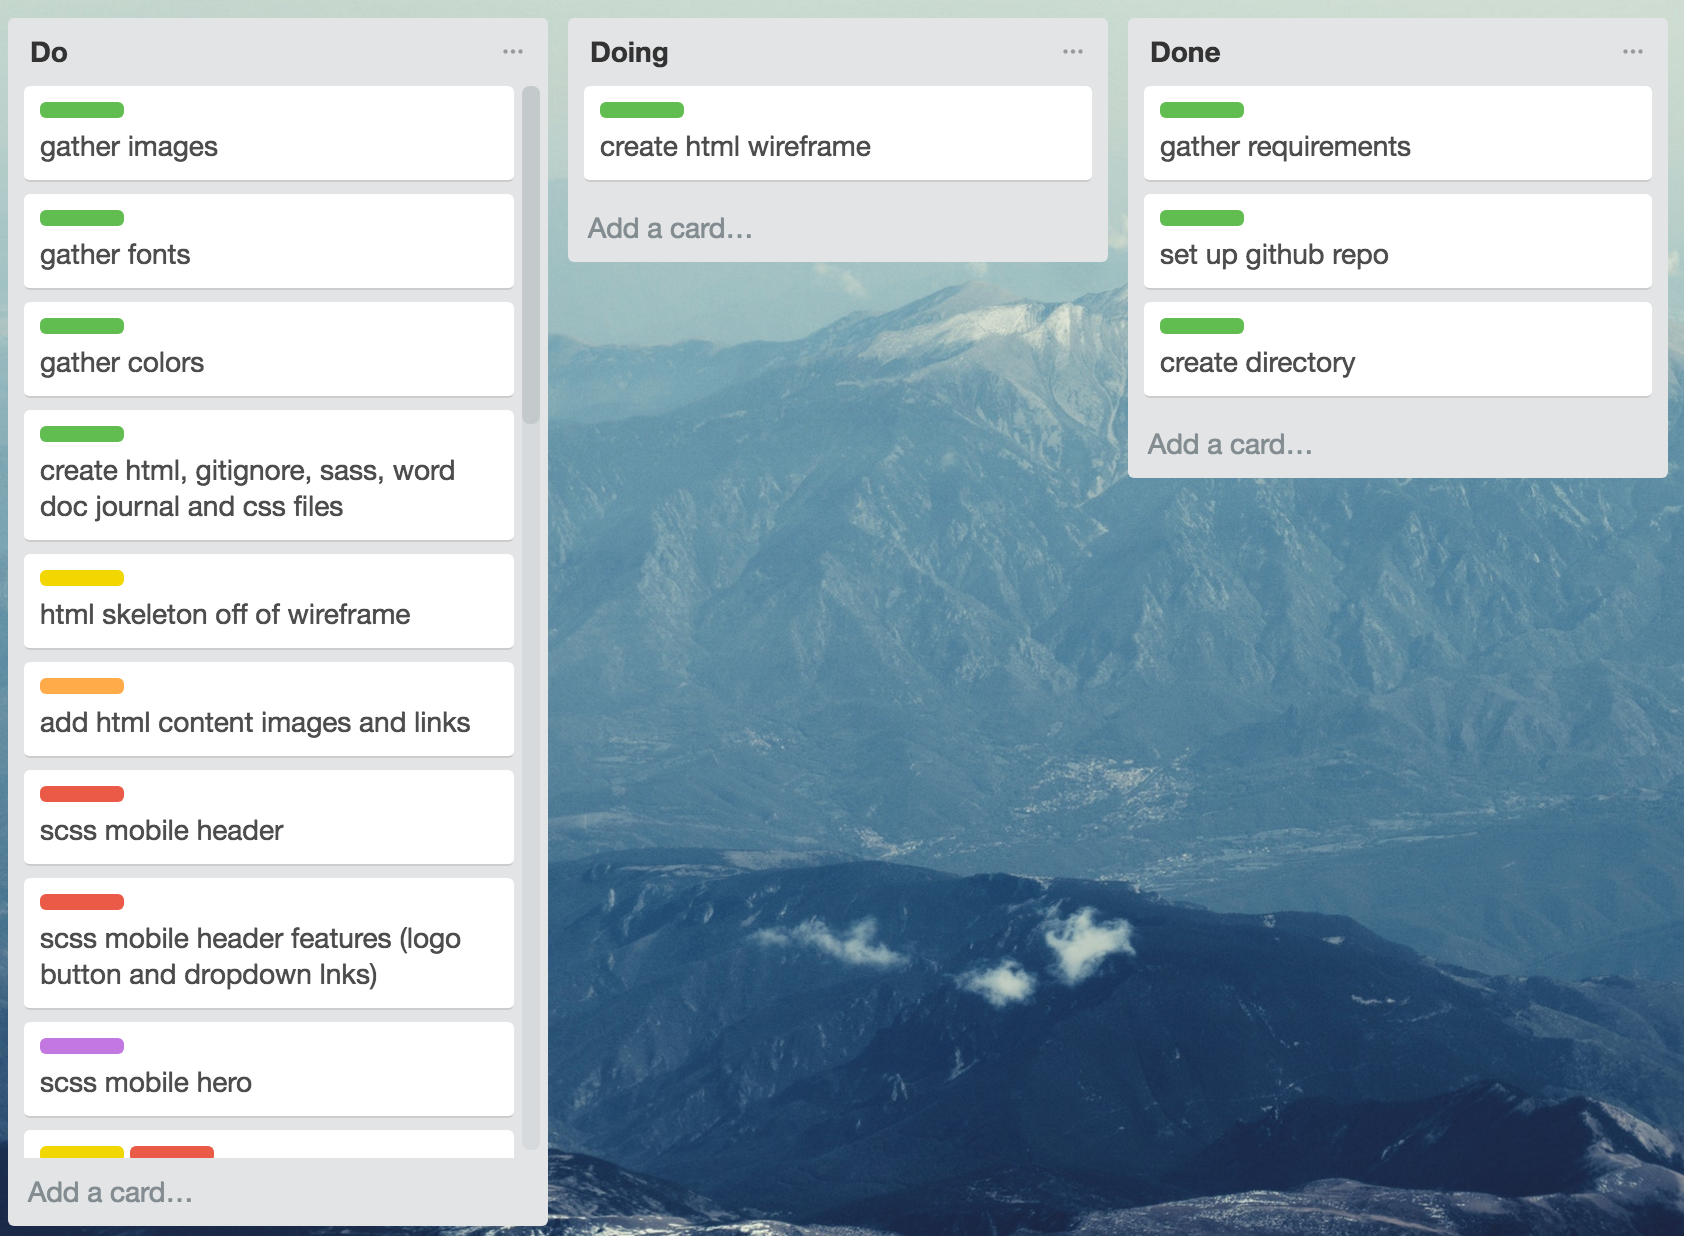 Do
gather images
gather fonts
gather colors
create html, gitignore, sass, word
doc journal and css files
html skeleton off of wireframe
add html content images and links
scss mobile header
scss mobile header features (logo
button and dropdown lnks)
scss mobile hero
Add a card…
Doing
create html wireframe
Add a card…
Done
gather requirements
set up github repo
create directory
Add a card…